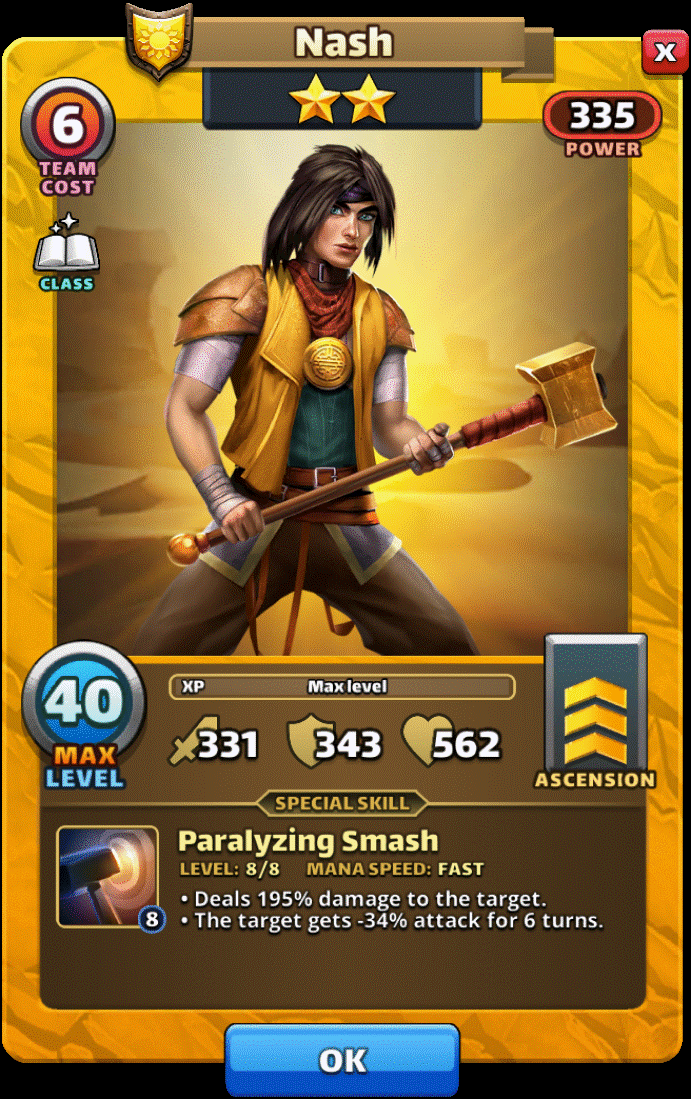 Nash
X
6
TEAM
COST
335
POWER
CLASS
40
MAX
LEVEL
XP Max level
331 343 562
ASCENSION
SPECIAL SKILL
Paralyzing Smash
LEVEL: 8/8 MANA SPEED: FAST
• Deals 195% damage to the target.
• The target gets -34% attack for 6 turns.
8
OK